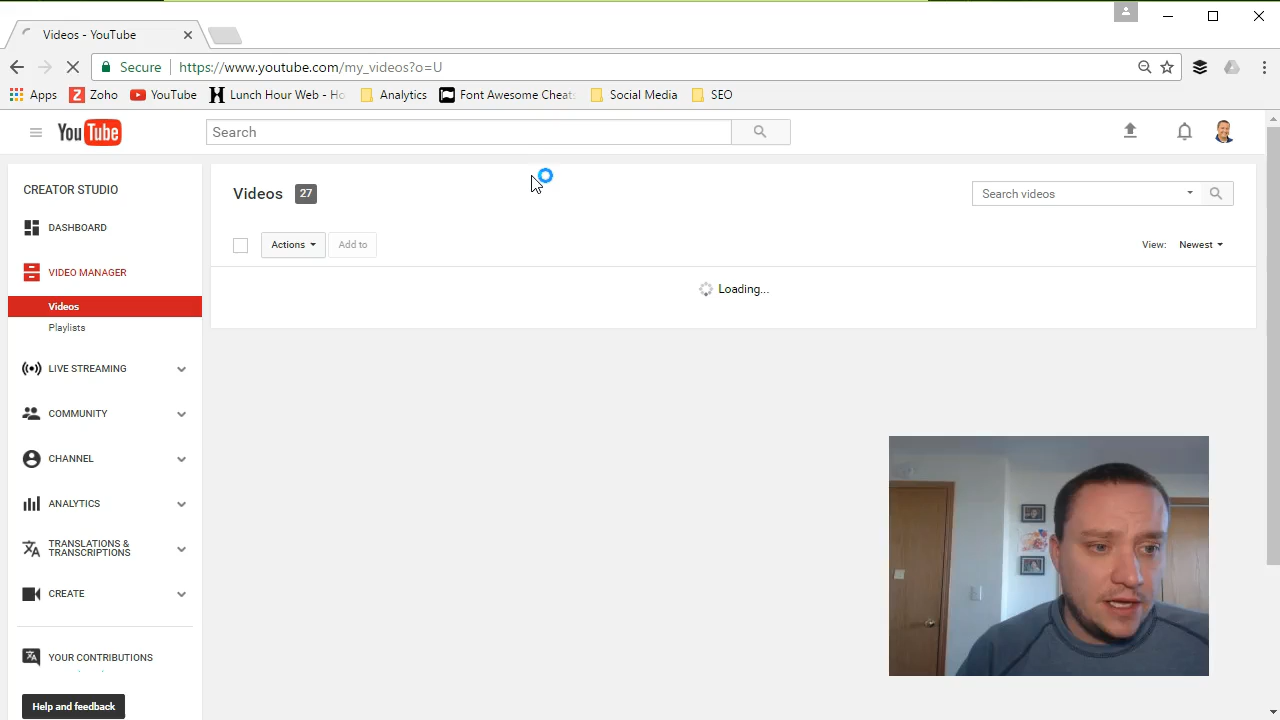 Videos - YouTube
Secure https://www.youtube.com/my_videos?o=U
Apps Zoho YouTube Lunch Hour Web - Ho Analytics Font Awesome Cheats Social Media SEO
YouTube Search
CREATOR STUDIO
DASHBOARD
VIDEO MANAGER
Videos
Playlists
LIVE STREAMING
COMMUNITY
CHANNEL
ANALYTICS
TRANSLATIONS &
TRANSCRIPTIONS
CREATE
YOUR CONTRIBUTIONS
Help and feedback
Videos 27 Search videos
Actions Add to View: Newest
Loading...